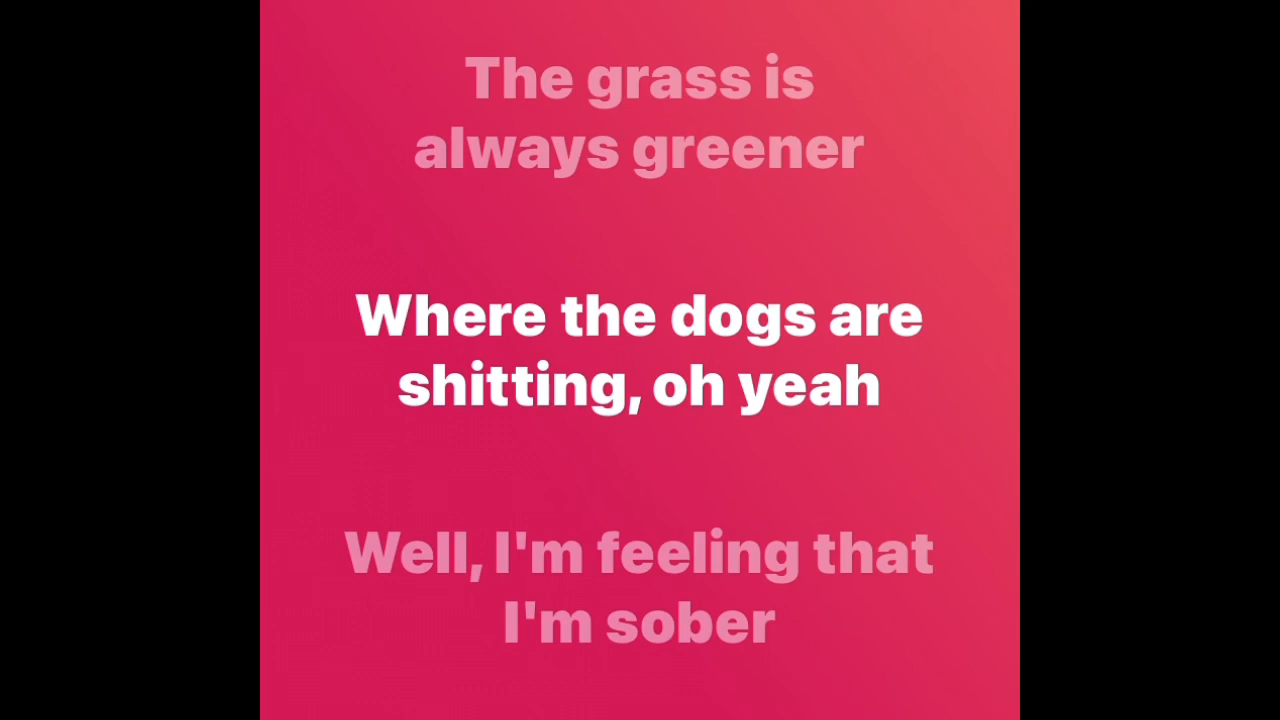 The grass is
always greener
Where the dogs are
shitting, oh yeah
Well, I'm feeling that
I'm sober